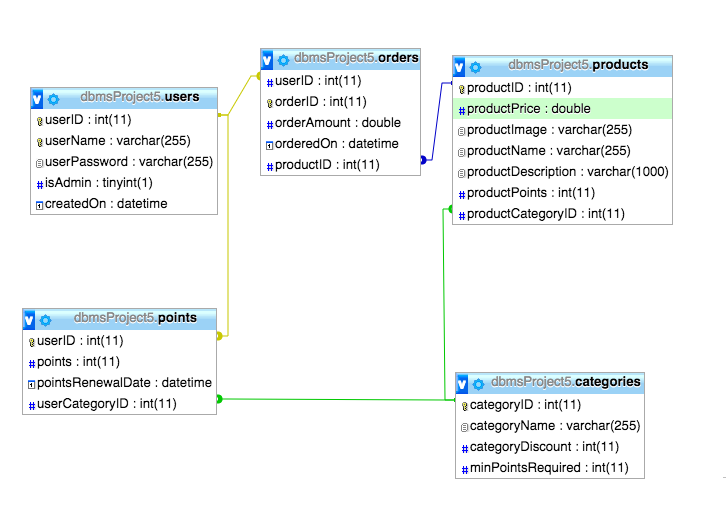 dbmsProject5.users
userID : int(11)
userName : varchar(255)
userPassword : varchar(255)
isAdmin : tinyint(1)
createdOn : datetime
dbmsProject5.orders
userID : int(11)
orderID : int(11)
orderAmount : double
orderedOn : datetime
productID : int(11)
dbmsProject5.products
productID : int(11)
productPrice : double
productImage : varchar(255)
productName : varchar(255)
productDescription : varchar(1000)
productPoints : int(11)
productCategoryID : int(11)
dbmsProject5.points
userID : int(11)
points : int(11)
pointsRenewalDate : datetime
userCategoryID : int(11)
dbmsProject5.categories
categoryID : int(11)
categoryName : varchar(255)
categoryDiscount : int(11)
minPointsRequired : int(11)